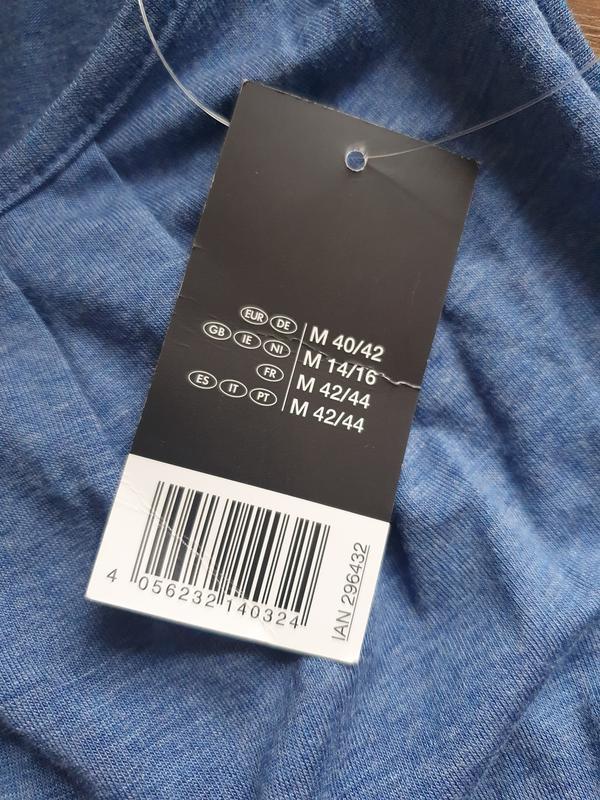 EUR DE M 40/42
GB IE NI M 14/16
FR M 42/44
ES IT PT M 42/44
4 056232 140324
IAN 296432